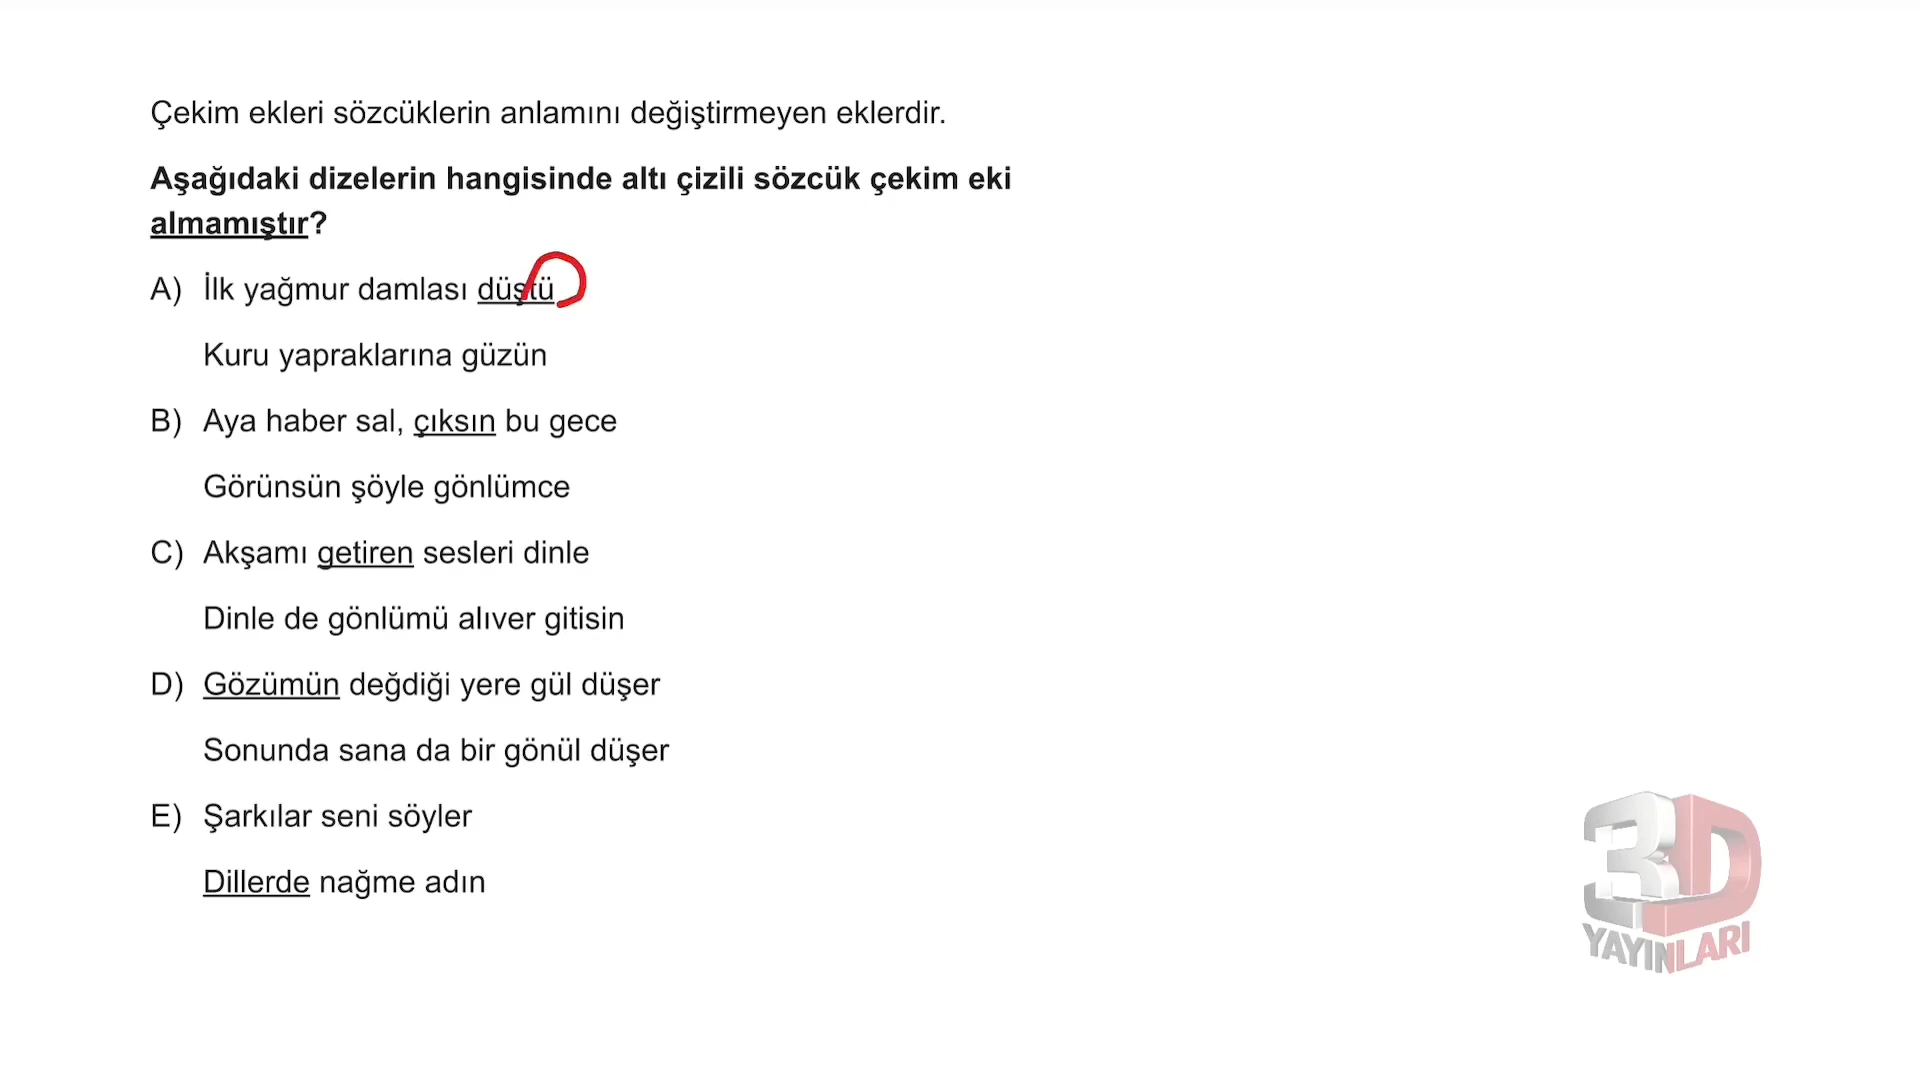 Çekim ekleri sözcüklerin anlamını değiştirmeyen eklerdir.
Aşağıdaki dizelerin hangisinde altı çizili sözcük çekim eki
almamıştır?
A) İlk yağmur damlası düştü
Kuru yapraklarına güzün
B) Aya haber sal, çıksın bu gece
Görünsün şöyle gönlümce
C) Akşamı getiren sesleri dinle
Dinle de gönlümü alıver gitisin
D) Gözümün değdiği yere gül düşer
Sonunda sana da bir gönül düşer
E) Şarkılar seni söyler
Dillerde nağme adın
3D
YAYINLARI